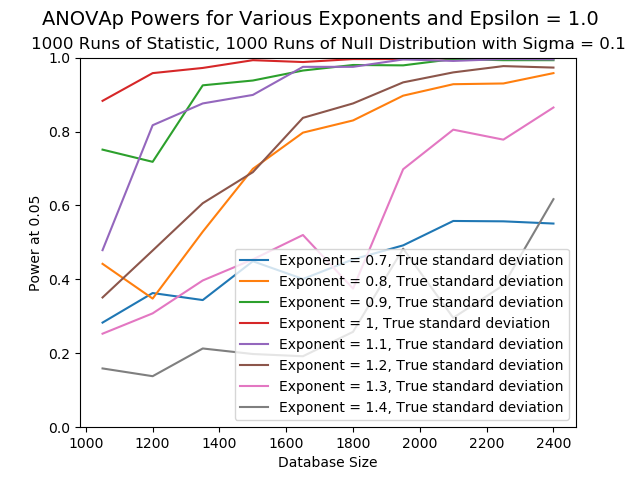 ANOVAp Powers for Various Exponents and Epsilon = 1.0
1000 Runs of Statistic, 1000 Runs of Null Distribution with Sigma = 0.1
1.0
0.8
0.6
0.4
0.2
0.0
Power at 0.05
Exponent = 0.7, True standard deviation
Exponent = 0.8, True standard deviation
Exponent = 0.9, True standard deviation
Exponent = 1, True standard deviation
Exponent = 1.1, True standard deviation
Exponent = 1.2, True standard deviation
Exponent = 1.3, True standard deviation
Exponent = 1.4, True standard deviation
1000 1200 1400 1600 1800 2000 2200 2400
Database Size